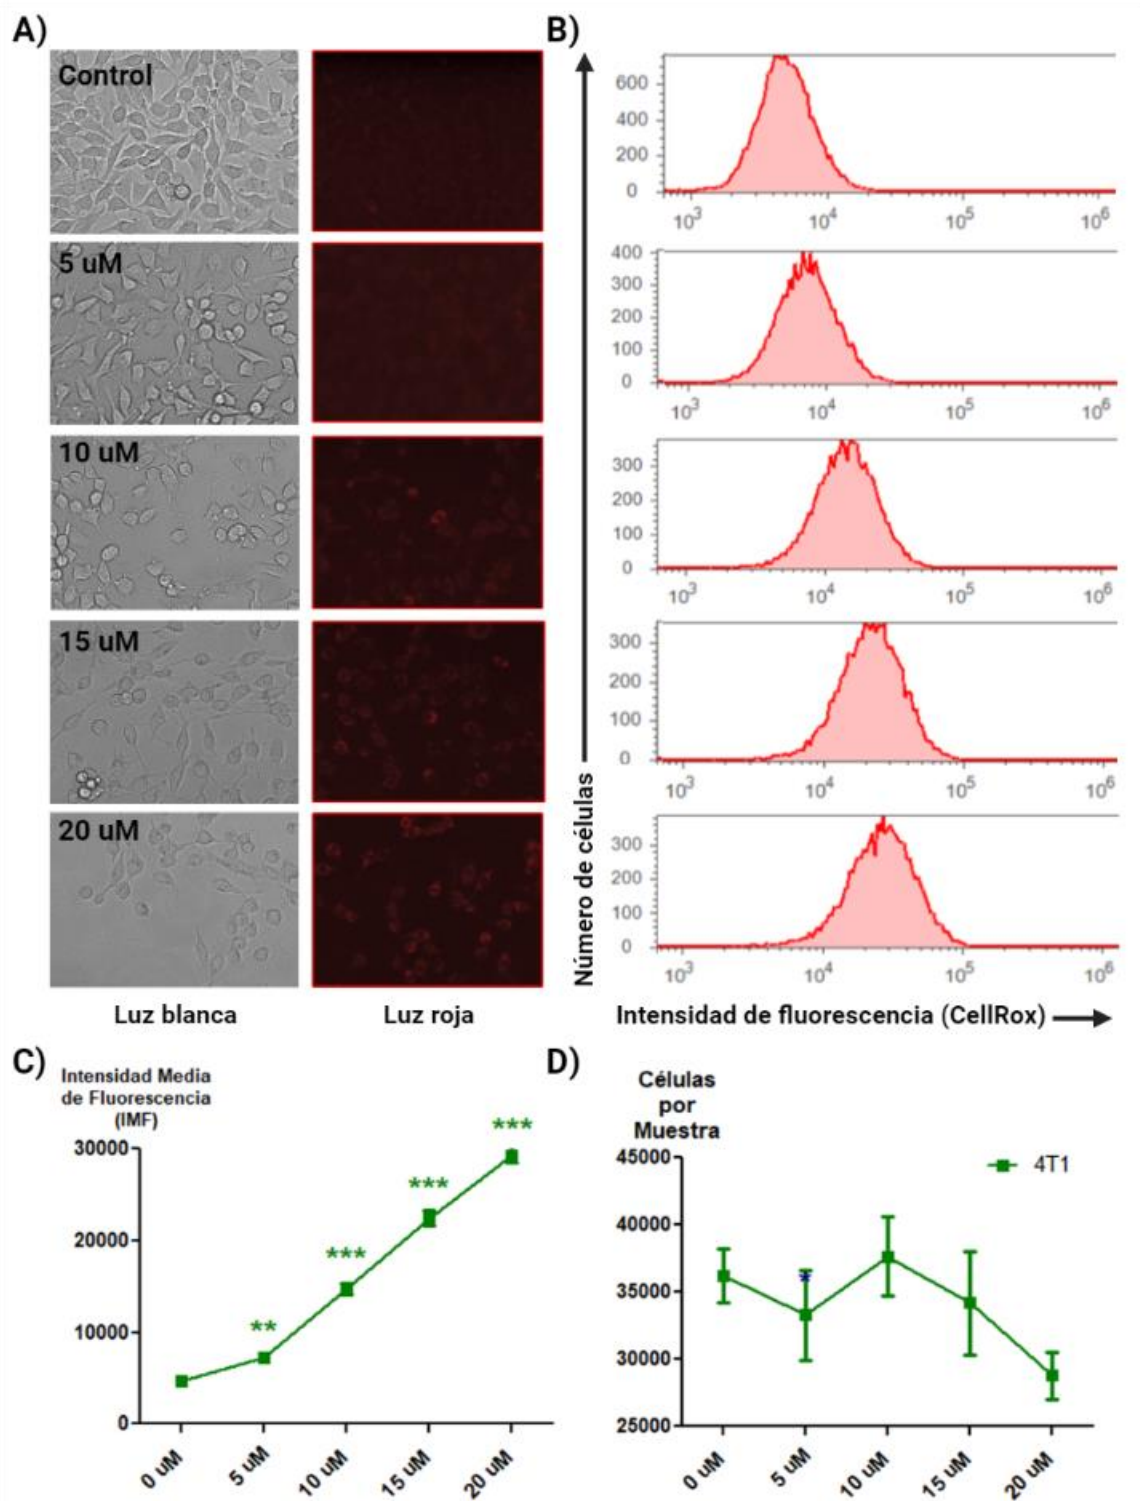 A)
Control
5 uM
10 uM
15 uM
20 uM
Luz blanca
Luz roja
B)
Número de células
600
400
200
0
10³ 10⁴ 10⁵ 10⁶
400
300
200
100
0
10³ 10⁴ 10⁵ 10⁶
300
200
100
0
10³ 10⁴ 10⁵ 10⁶
300
200
100
0
10³ 10⁴ 10⁵ 10⁶
300
200
100
0
10³ 10⁴ 10⁵ 10⁶
Intensidad de fluorescencia (CellRox)
C)
Intensidad Media
de Fluorescencia
(IMF)
30000
20000
10000
0
**
***
***
***
0 uM 5 uM 10 uM 15 uM 20 uM
D)
Células
por
Muestra
45000
40000
35000
30000
25000
*
4T1
0 uM 5 uM 10 uM 15 uM 20 uM